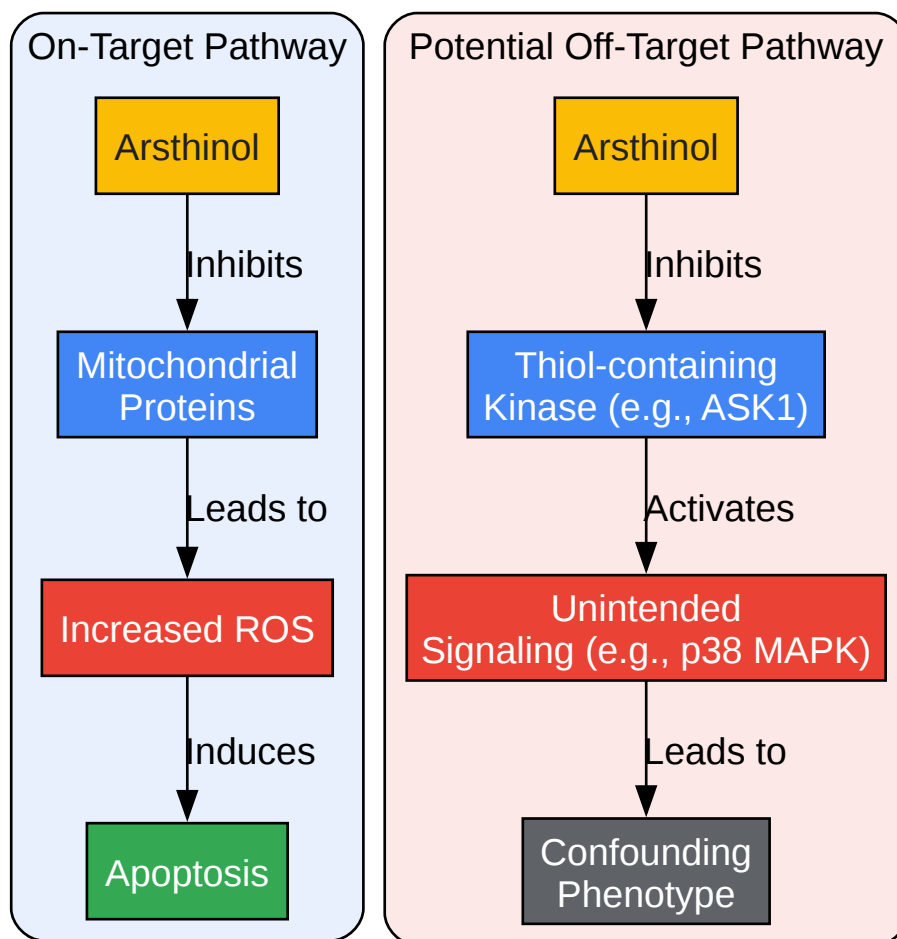 On-Target Pathway
Arsthinol
Inhibits
Mitochondrial
Proteins
Leads to
Increased ROS
Induces
Apoptosis
Potential Off-Target Pathway
Arsthinol
Inhibits
Thiol-containing
Kinase (e.g., ASK1)
Activates
Unintended
Signaling (e.g., p38 MAPK)
Leads to
Confounding
Phenotype